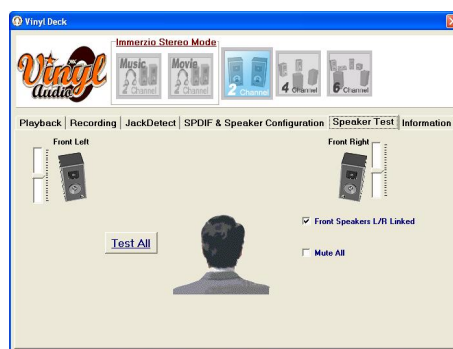 Vinyl Deck
Vinyl
Audio
Immerzio Stereo Mode
Music
2 Channel
Movie
2 Channel
2 Channel
4 Channel
6 Channel
Playback
Recording
JackDetect
SPDIF & Speaker Configuration
Speaker Test
Information
Front Left
Front Right
Front Speakers L/R Linked
Test All
Mute All